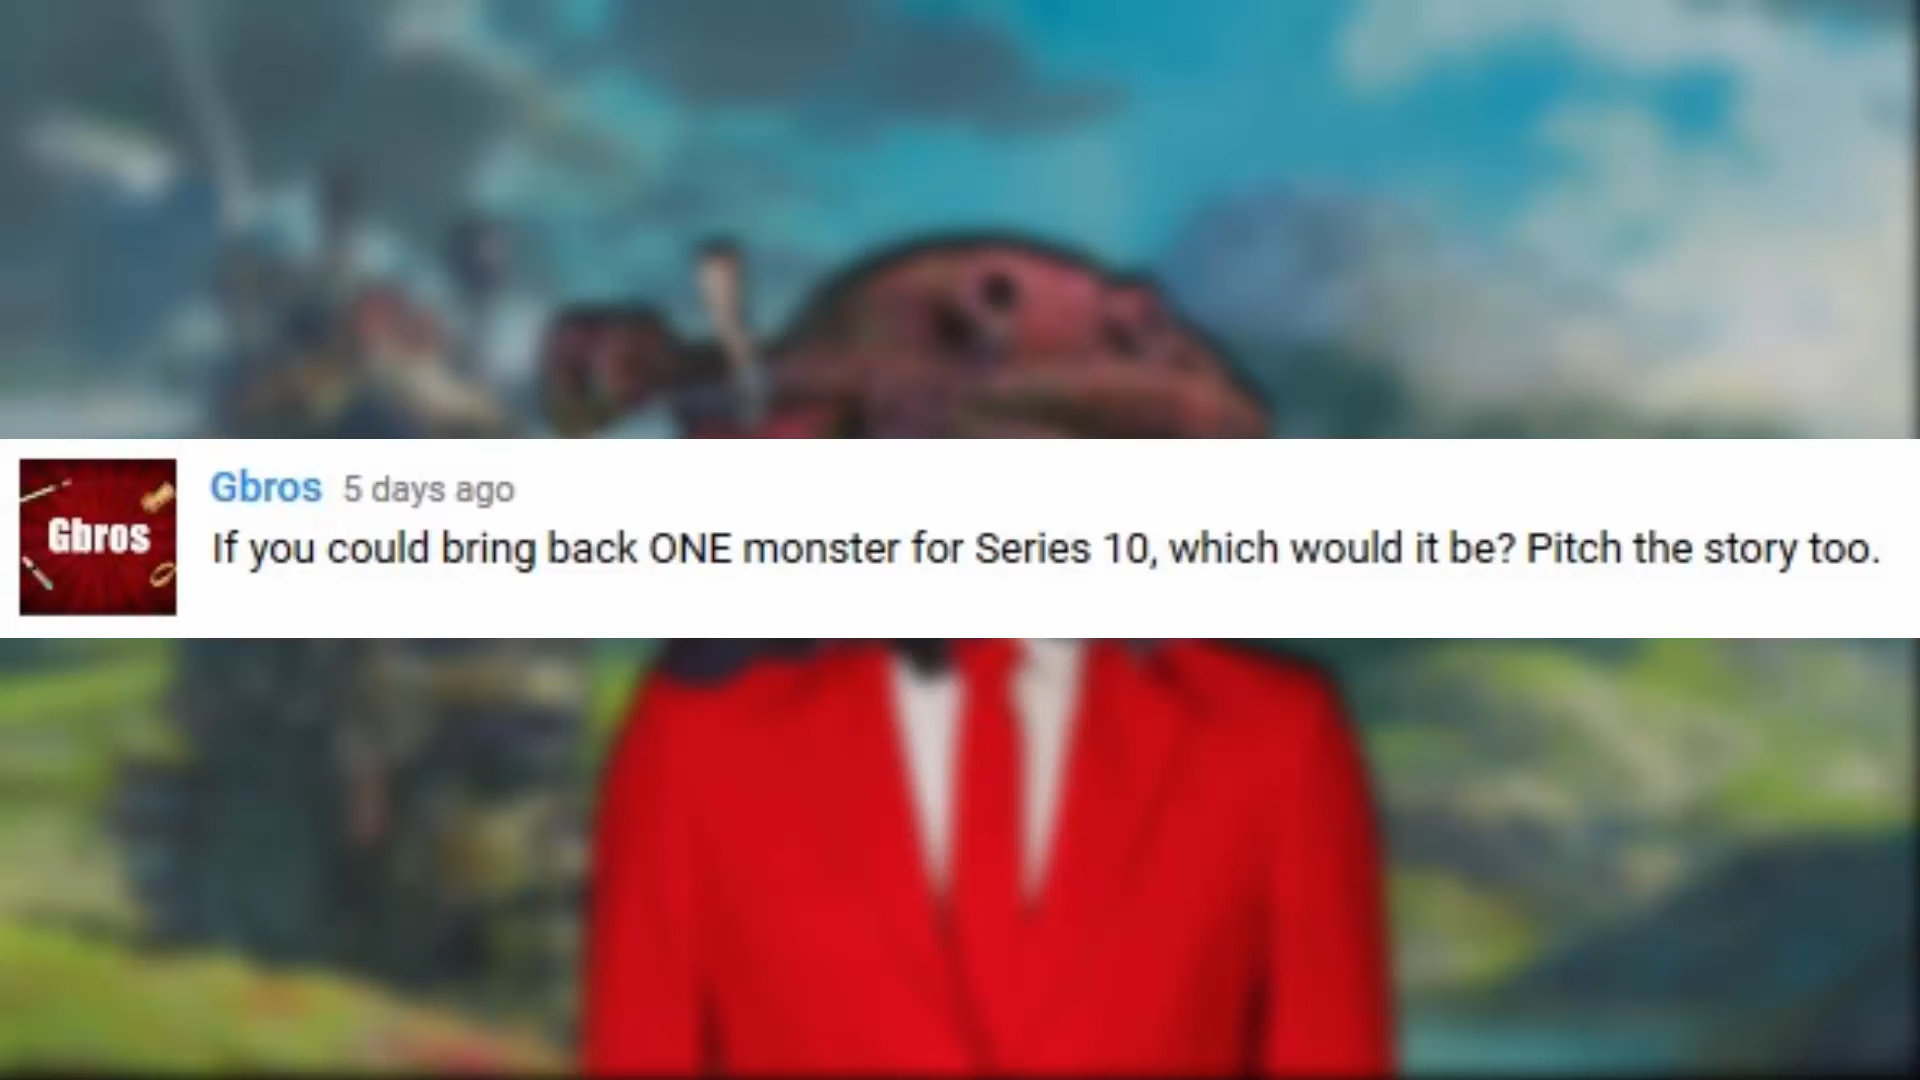 Gbros
Gbros 5 days ago
If you could bring back ONE monster for Series 10, which would it be? Pitch the story too.